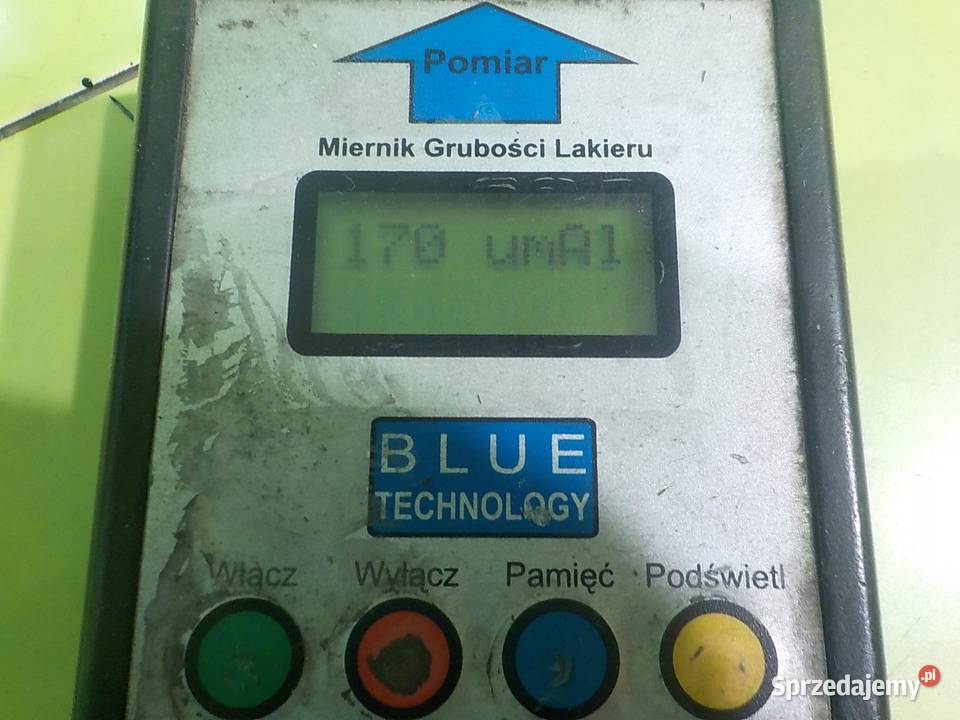 Pomiar
Miernik Grubości Lakieru
170 umAl
BLUE
TECHNOLOGY
Włącz Wyłącz Pamięć Podświetl
Sprzedajemy.pl